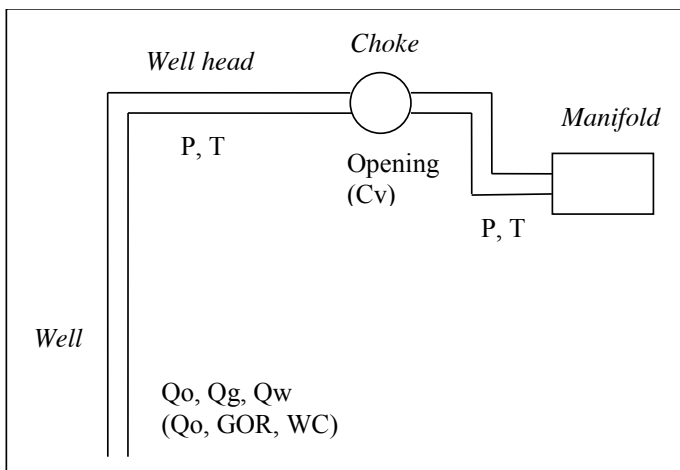 Choke
Well head
Manifold
P, T
Opening
(Cv)
P, T
Well
Qo, Qg, Qw
(Qo, GOR, WC)